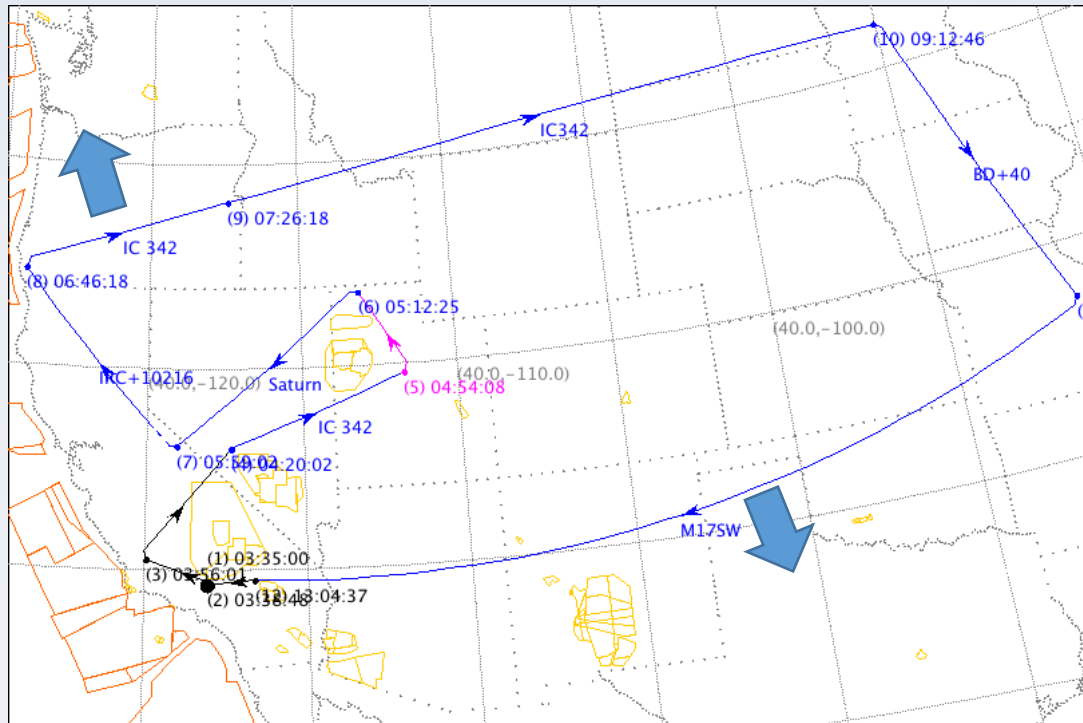 (10) 09:12:46
IC342
BD+40
(9) 07:26:18
IC 342
(8) 06:46:18
(6) 05:12:25
(
(40.0,-100.0)
IRC+10216
(40.0,-120.0)
Saturn
(40.0,-110.0)
(5) 04:54:08
IC 342
(7) 05:59:02
(4) 04:20:02
M17SW
(1) 03:35:00
(3) 03:56:01
(2) 03:38:48
13:04:37